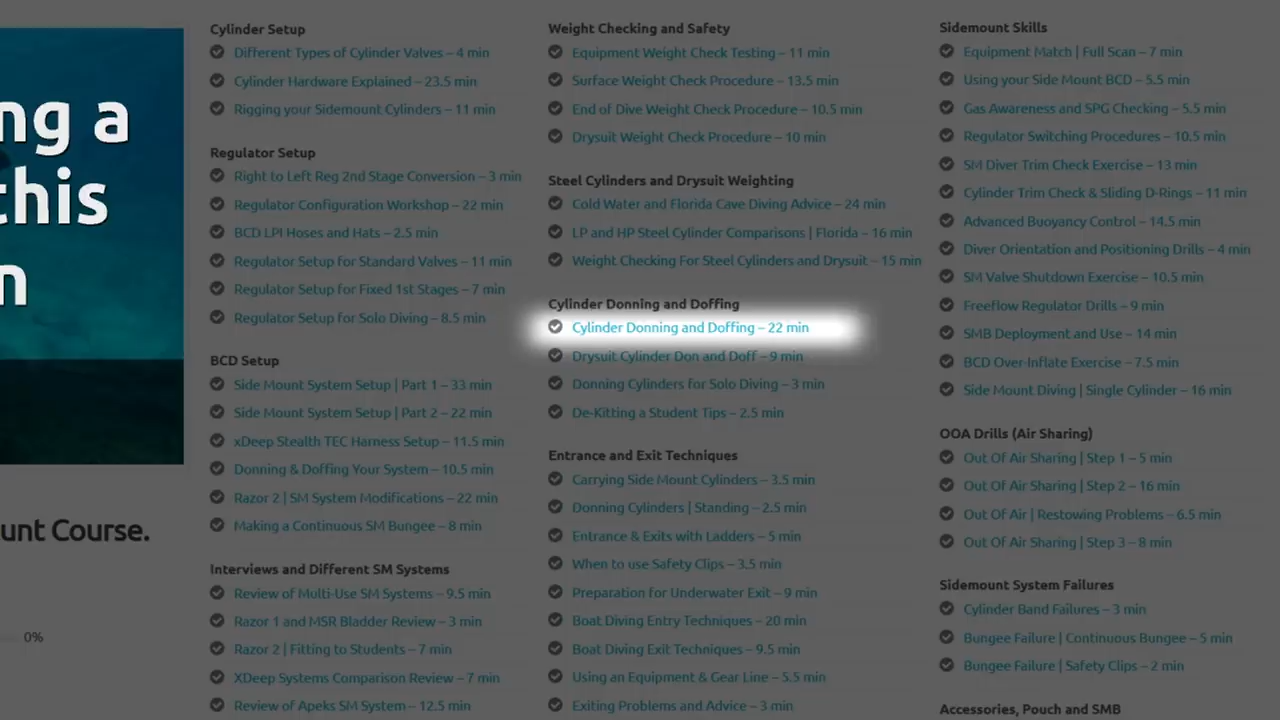 ng a
this
n
unt Course.
0%
Cylinder Setup
Different Types of Cylinder Valves – 4 min
Cylinder Hardware Explained – 23.5 min
Rigging your Sidemount Cylinders – 11 min
Regulator Setup
Right to Left Reg 2nd Stage Conversion – 3 min
Regulator Configuration Workshop – 22 min
BCD LPI Hoses and Hats – 2.5 min
Regulator Setup for Standard Valves – 11 min
Regulator Setup for Fixed 1st Stages – 7 min
Regulator Setup for Solo Diving – 8.5 min
BCD Setup
Side Mount System Setup | Part 1 – 33 min
Side Mount System Setup | Part 2 – 22 min
xDeep Stealth TEC Harness Setup – 11.5 min
Donning & Doffing Your System – 10.5 min
Razor 2 | SM System Modifications – 22 min
Making a Continuous SM Bungee – 8 min
Interviews and Different SM Systems
Review of Multi-Use SM Systems – 9.5 min
Razor 1 and MSR Bladder Review – 3 min
Razor 2 | Fitting to Students – 7 min
XDeep Systems Comparison Review – 7 min
Review of Apeks SM System – 12.5 min
Weight Checking and Safety
Equipment Weight Check Testing – 11 min
Surface Weight Check Procedure – 13.5 min
End of Dive Weight Check Procedure – 10.5 min
Drysuit Weight Check Procedure – 10 min
Steel Cylinders and Drysuit Weighting
Cold Water and Florida Cave Diving Advice – 24 min
LP and HP Steel Cylinder Comparisons | Florida – 16 min
Weight Checking For Steel Cylinders and Drysuit – 15 min
Cylinder Donning and Doffing
Cylinder Donning and Doffing – 22 min
Drysuit Cylinder Don and Doff – 9 min
Donning Cylinders for Solo Diving – 3 min
De-Kitting a Student Tips – 2.5 min
Entrance and Exit Techniques
Carrying Side Mount Cylinders – 3.5 min
Donning Cylinders | Standing – 2.5 min
Entrance & Exits with Ladders – 5 min
When to use Safety Clips – 3.5 min
Preparation for Underwater Exit – 9 min
Boat Diving Entry Techniques – 20 min
Boat Diving Exit Techniques – 9.5 min
Using an Equipment & Gear Line – 5.5 min
Exiting Problems and Advice – 3 min
Sidemount Skills
Equipment Match | Full Scan – 7 min
Using your Side Mount BCD – 5.5 min
Gas Awareness and SPG Checking – 5.5 min
Regulator Switching Procedures – 10.5 min
SM Diver Trim Check Exercise – 13 min
Cylinder Trim Check & Sliding D-Rings – 11 min
Advanced Buoyancy Control – 14.5 min
Diver Orientation and Positioning Drills – 4 min
SM Valve Shutdown Exercise – 10.5 min
Freeflow Regulator Drills – 9 min
SMB Deployment and Use – 14 min
BCD Over-Inflate Exercise – 7.5 min
Side Mount Diving | Single Cylinder – 16 min
OOA Drills (Air Sharing)
Out Of Air Sharing | Step 1 – 5 min
Out Of Air Sharing | Step 2 – 16 min
Out Of Air | Restowing Problems – 6.5 min
Out Of Air Sharing | Step 3 – 8 min
Sidemount System Failures
Cylinder Band Failures – 3 min
Bungee Failure | Continuous Bungee – 5 min
Bungee Failure | Safety Clips – 2 min
Accessories, Pouch and SMB